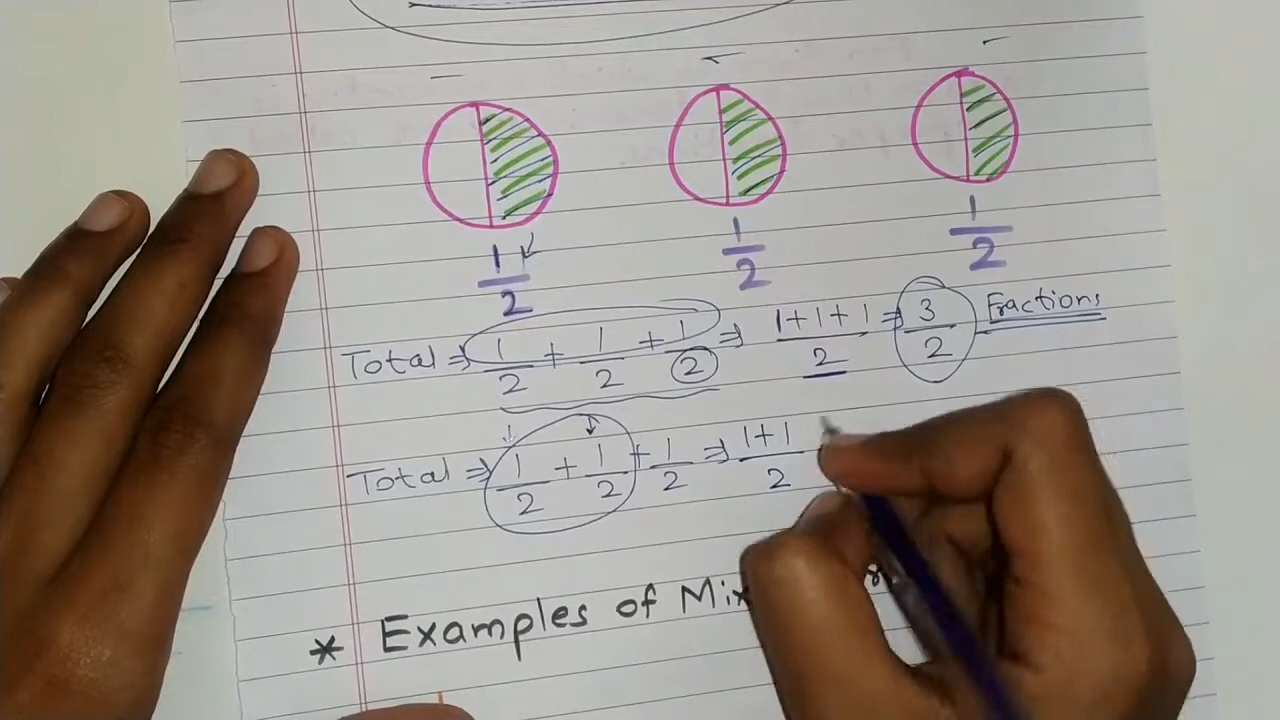 1/2 1/2 1/2
Total ⇒ 1/2 + 1/2 + 1/2 ⇒ 1+1+1/2 ⇒ 3/2 Fractions
Total ⇒ 1/2 + 1/2 + 1/2 ⇒ 1+1/2
* Examples of